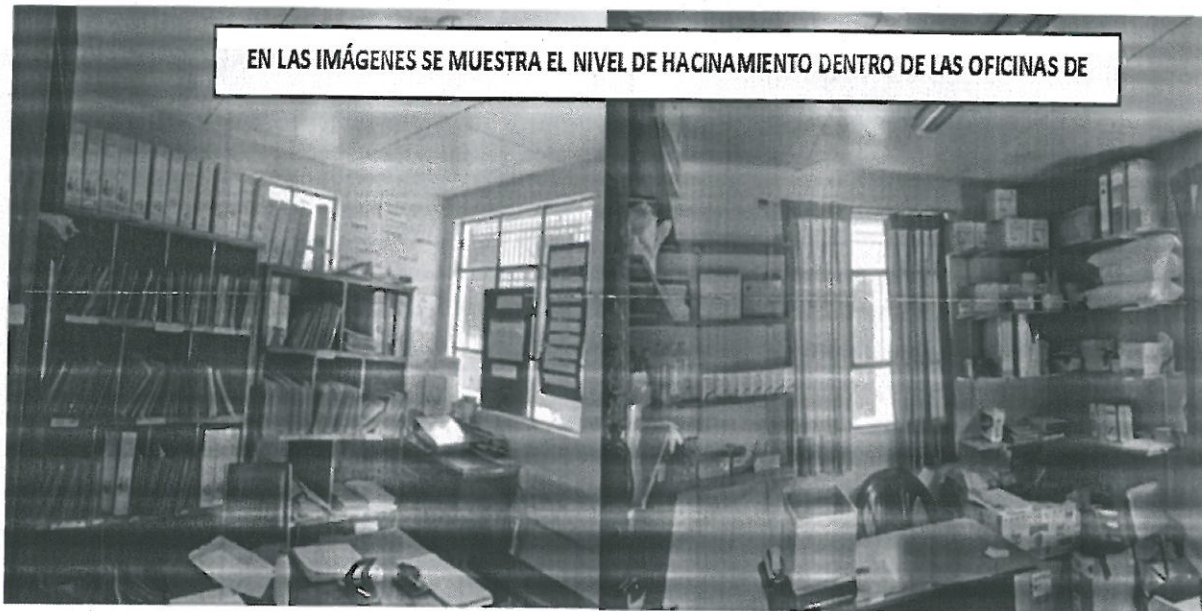 EN LAS IMÁGENES SE MUESTRA EL NIVEL DE HACINAMIENTO DENTRO DE LAS OFICINAS DE